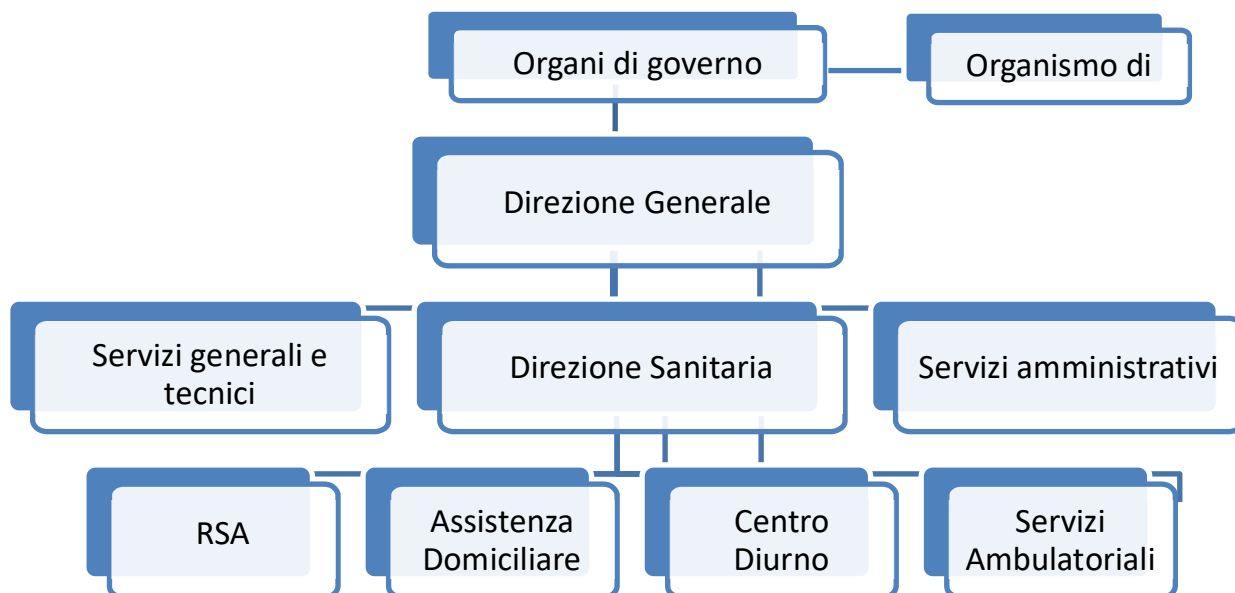 Organi di governo
Organismo di
Direzione Generale
Servizi generali e
tecnici
Direzione Sanitaria
Servizi amministrativi
RSA
Assistenza
Domiciliare
Centro
Diurno
Servizi
Ambulatoriali